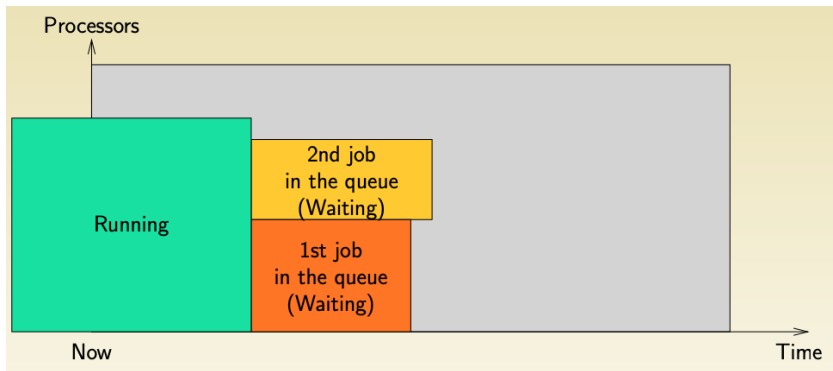 Processors
2nd job
in the queue
(Waiting)
Running
1st job
in the queue
(Waiting)
Now
Time